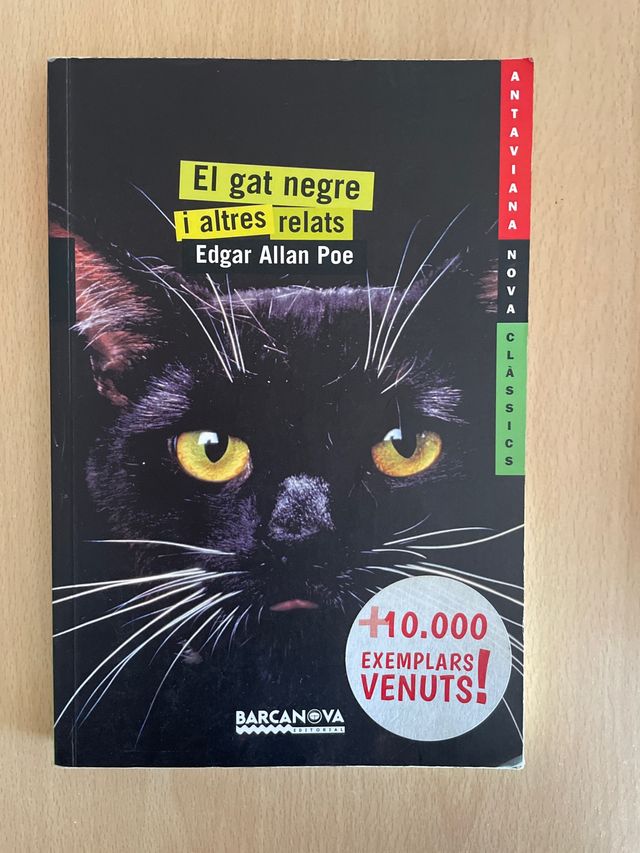 El gat negre
i altres relats
Edgar Allan Poe
ANTAVIANA NOVA CLÀSSICS
+10.000
EXEMPLARS
VENUTS!
BARCANOVA
EDITORIAL